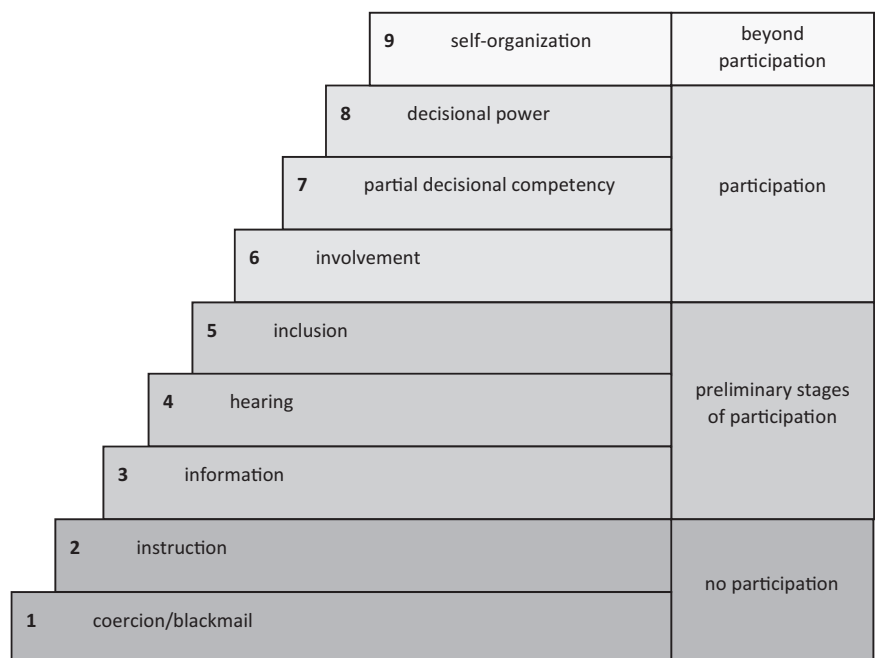 9 self-organization
beyond
participation
8 decisional power
7 partial decisional competency
participation
6 involvement
5 inclusion
4 hearing
preliminary stages
of participation
3 information
2 instruction
no participation
1 coercion/blackmail